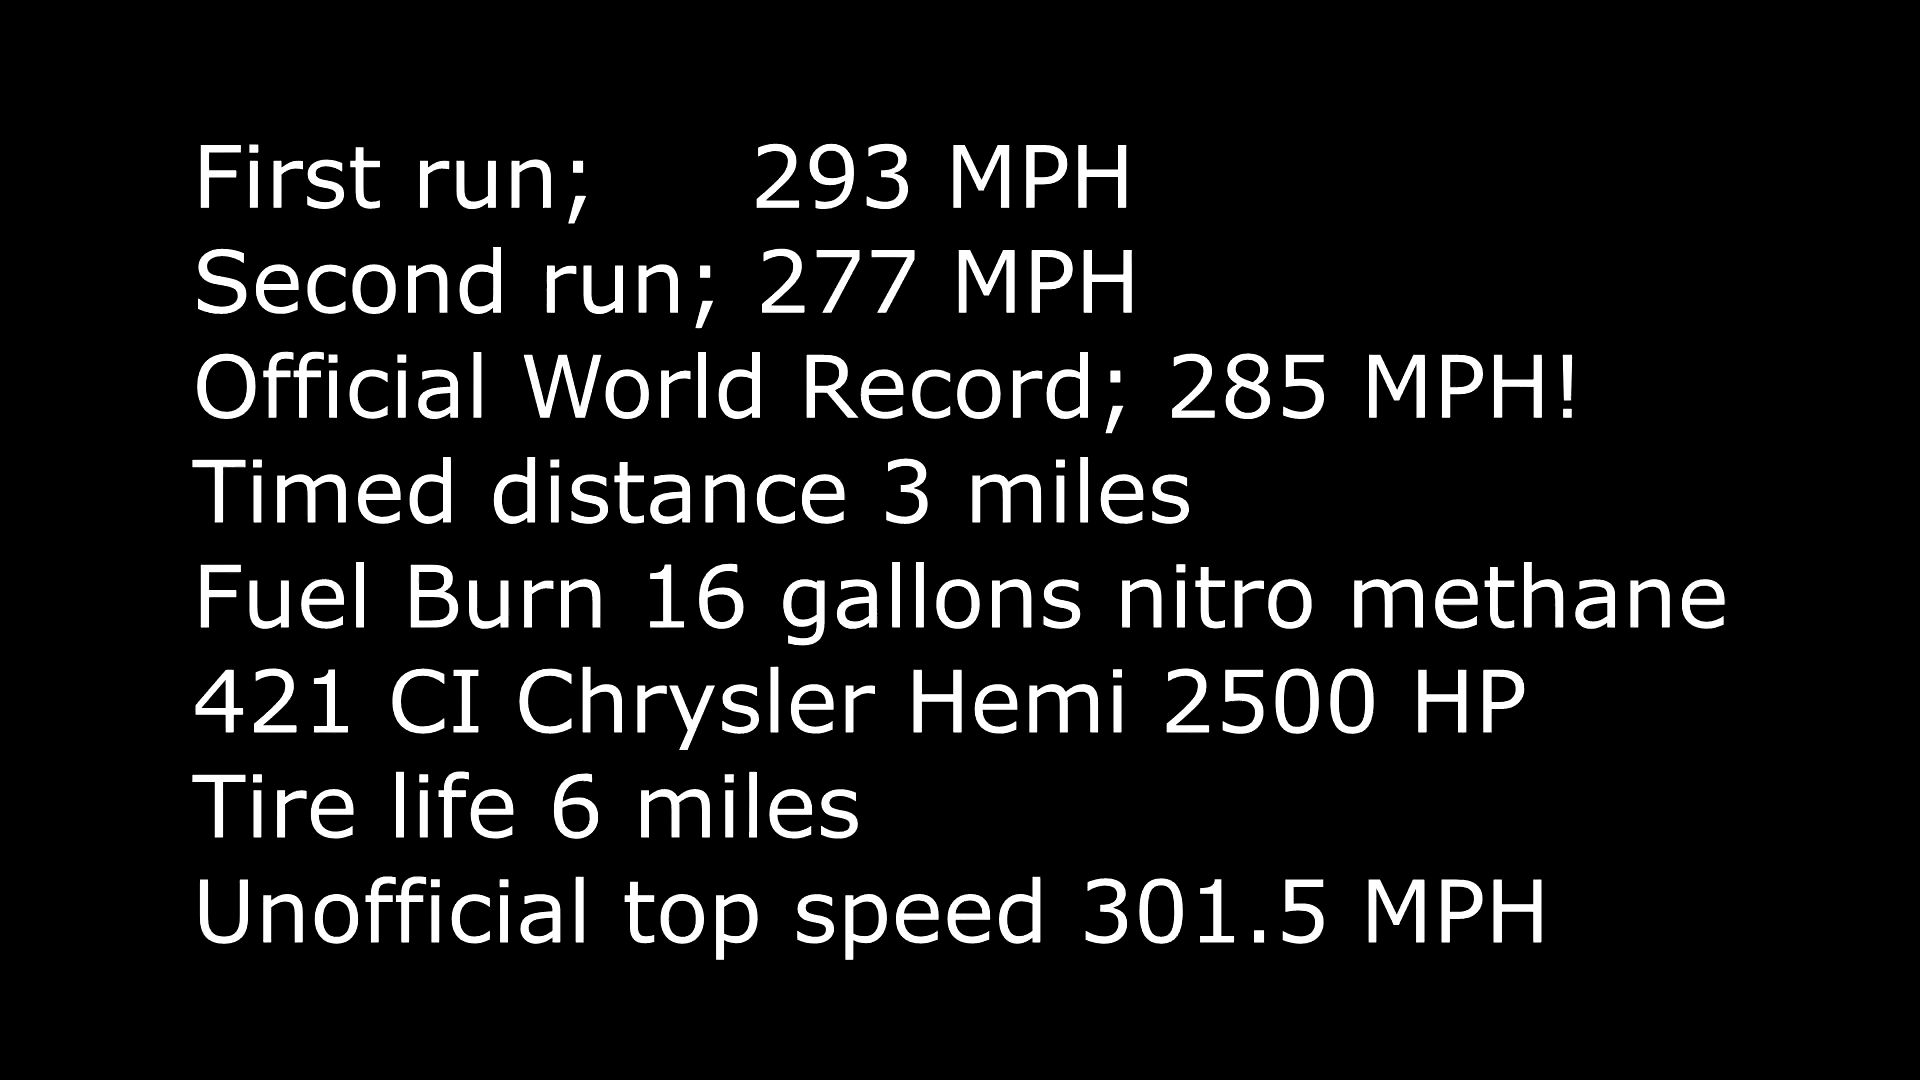 First run; 293 MPH
Second run; 277 MPH
Official World Record; 285 MPH!
Timed distance 3 miles
Fuel Burn 16 gallons nitro methane
421 CI Chrysler Hemi 2500 HP
Tire life 6 miles
Unofficial top speed 301.5 MPH